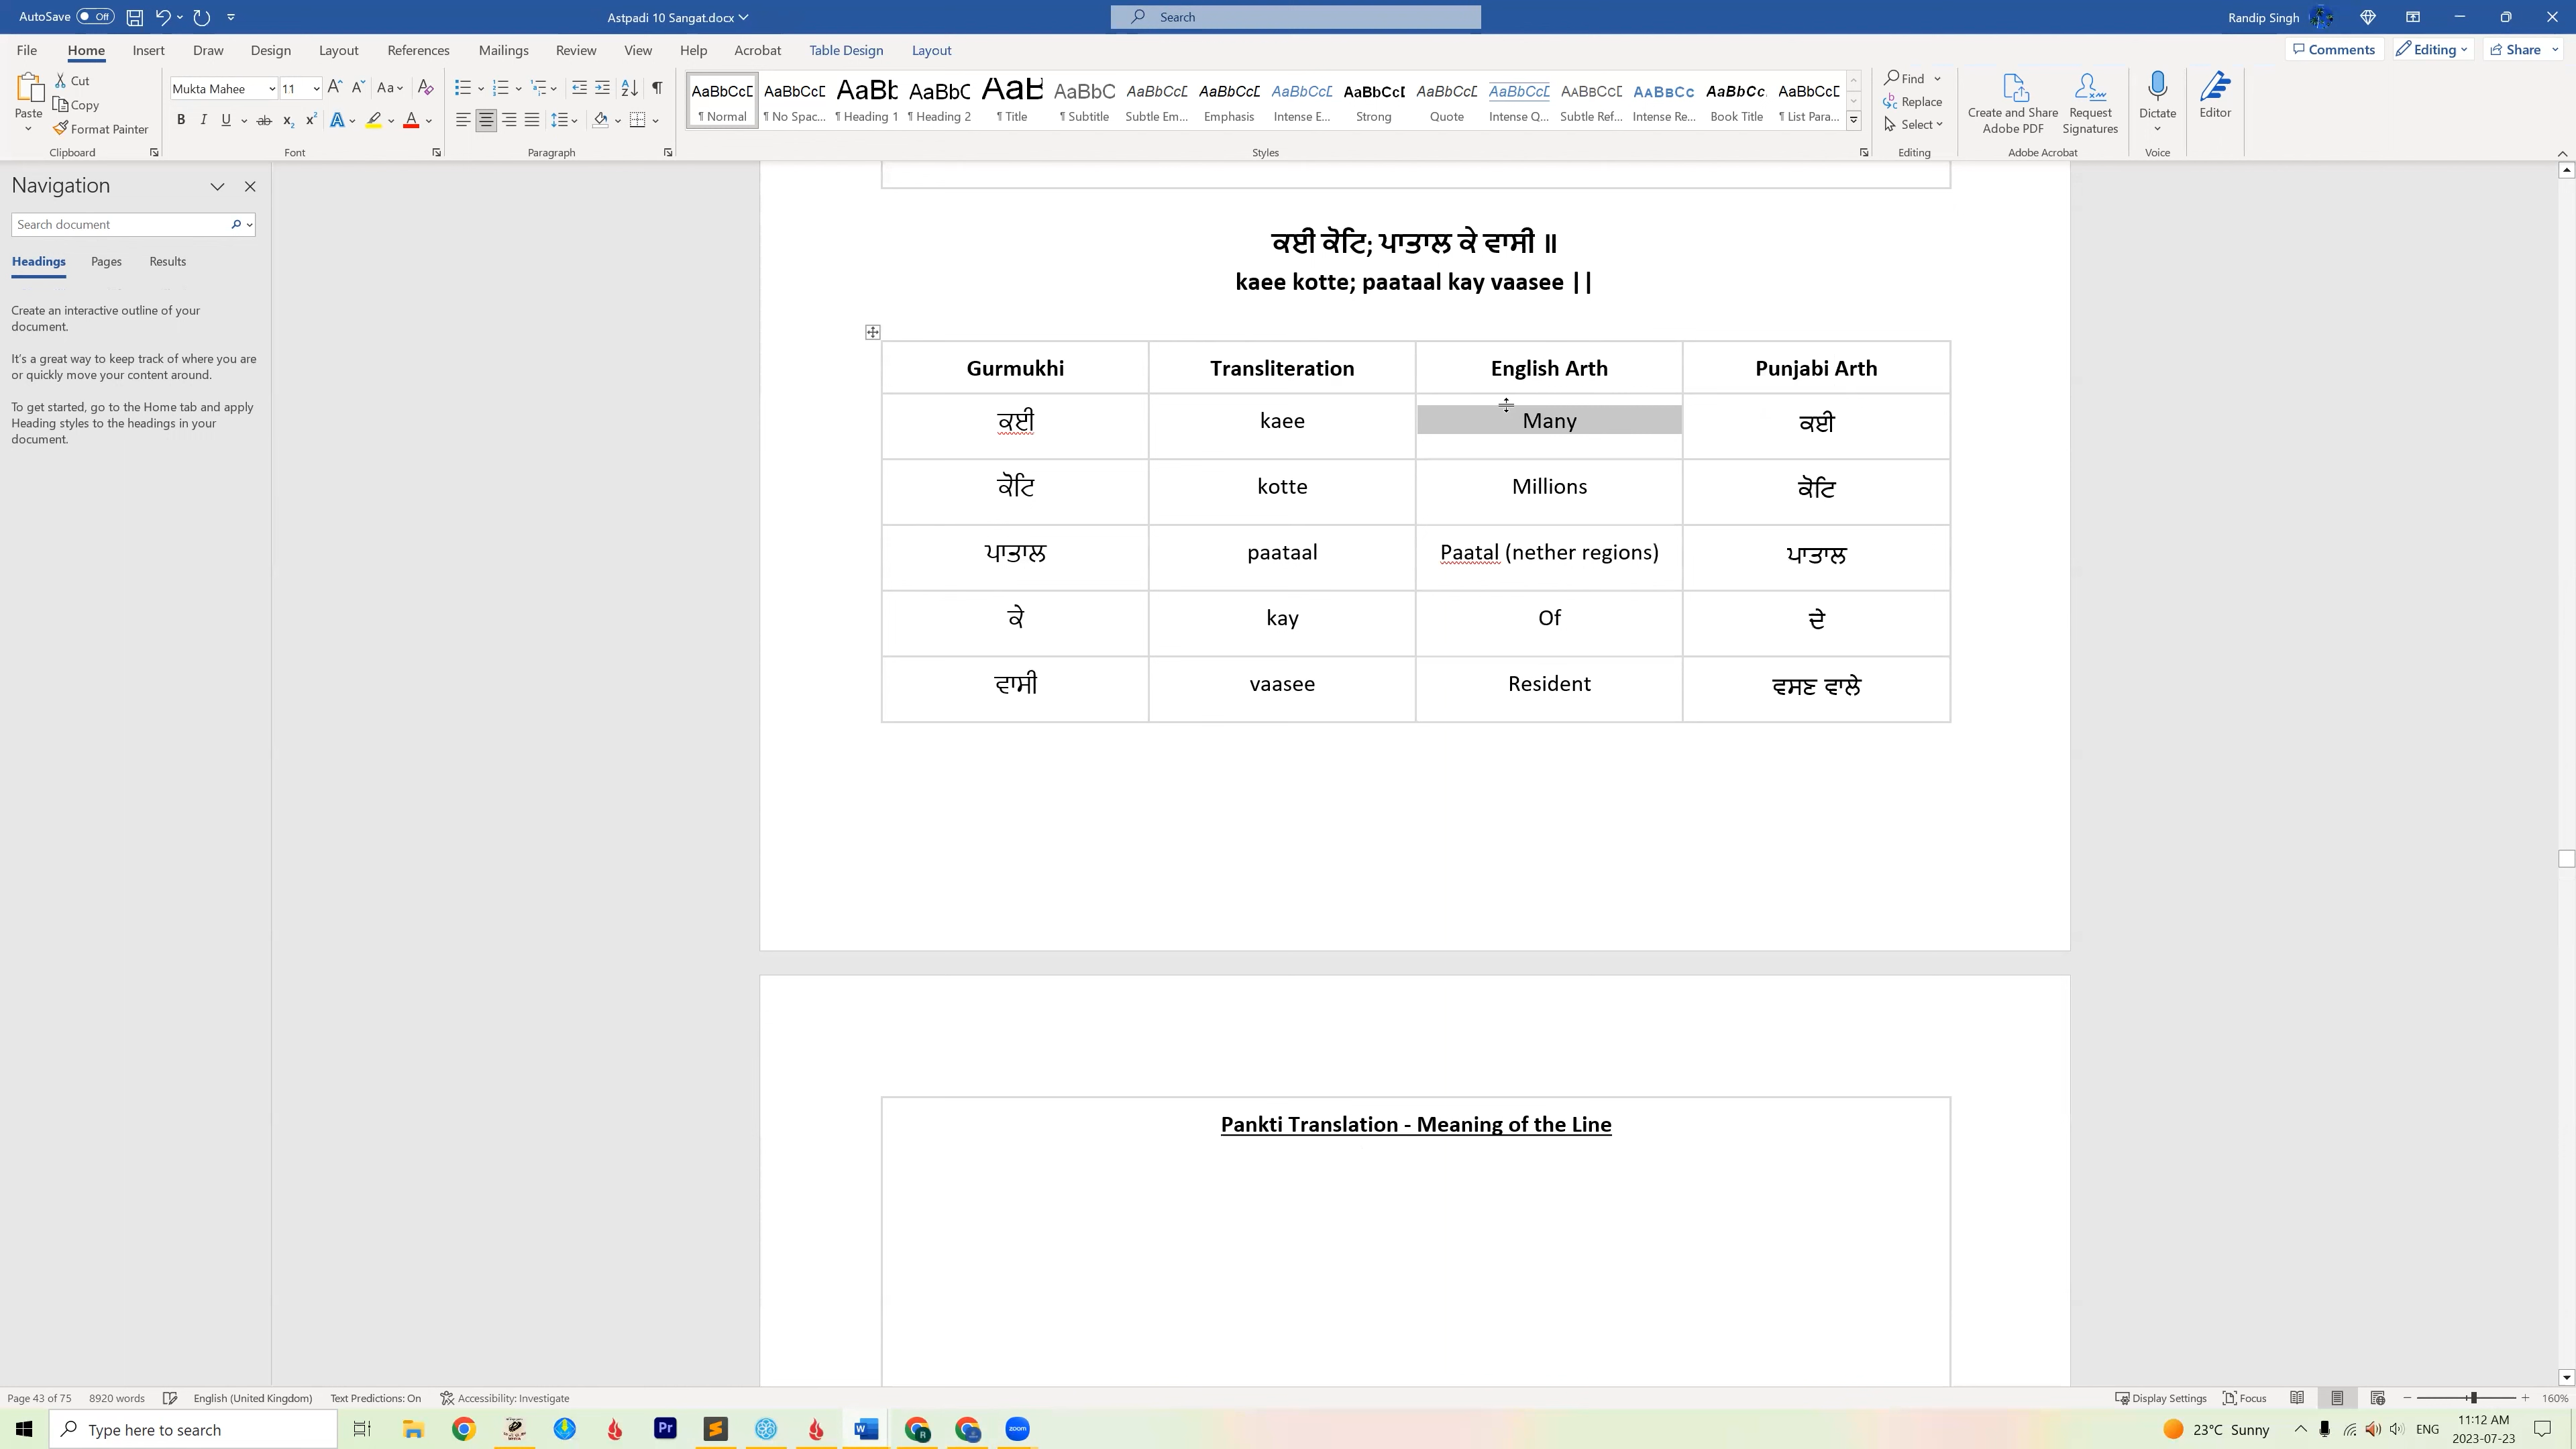 AutoSave Off
Astpadi 10 Sangat.docx
Search
Randip Singh
File Home Insert Draw Design Layout References Mailings Review View Help Acrobat Table Design Layout
Comments Editing Share
Paste
Cut
Copy
Format Painter
Mukta Mahee 11
AaBbCcD AaBbCcD AaBb AaBbC AaB AaBbC AaBbCcD AaBbCcD AaBbCcD AaBbCcD AaBbCcD AaBbCcD AaBbCcD AaBbCc AaBbCc AaBbCcD
¶ Normal ¶ No Spac... ¶ Heading 1 ¶ Heading 2 ¶ Title ¶ Subtitle Subtle Em... Emphasis Intense E... Strong Quote Intense Q... Subtle Ref... Intense Re... Book Title ¶ List Para...
Find
Replace
Select
Create and Share Adobe PDF
Request Signatures
Dictate
Editor
Clipboard Font Paragraph Styles Editing Adobe Acrobat Voice
Navigation
Search document
Headings Pages Results
Create an interactive outline of your
document.
It's a great way to keep track of where you are
or quickly move your content around.
To get started, go to the Home tab and apply
Heading styles to the headings in your
document.
ਕਈ ਕੋਟਿ; ਪਾਤਾਲ ਕੇ ਵਾਸੀ ॥
kaee kotte; paataal kay vaasee ||
Gurmukhi Transliteration English Arth Punjabi Arth
ਕਈ kaee Many ਕਈ
ਕੋਟਿ kotte Millions ਕੋਟਿ
ਪਾਤਾਲ paataal Paatal (nether regions) ਪਾਤਾਲ
ਕੇ kay Of ਦੇ
ਵਾਸੀ vaasee Resident ਵਸਣ ਵਾਲੇ
Pankti Translation - Meaning of the Line
Page 43 of 75 8920 words English (United Kingdom) Text Predictions: On Accessibility: Investigate
Display Settings Focus 160%
Type here to search
23°C Sunny
ENG
11:12 AM
2023-07-23